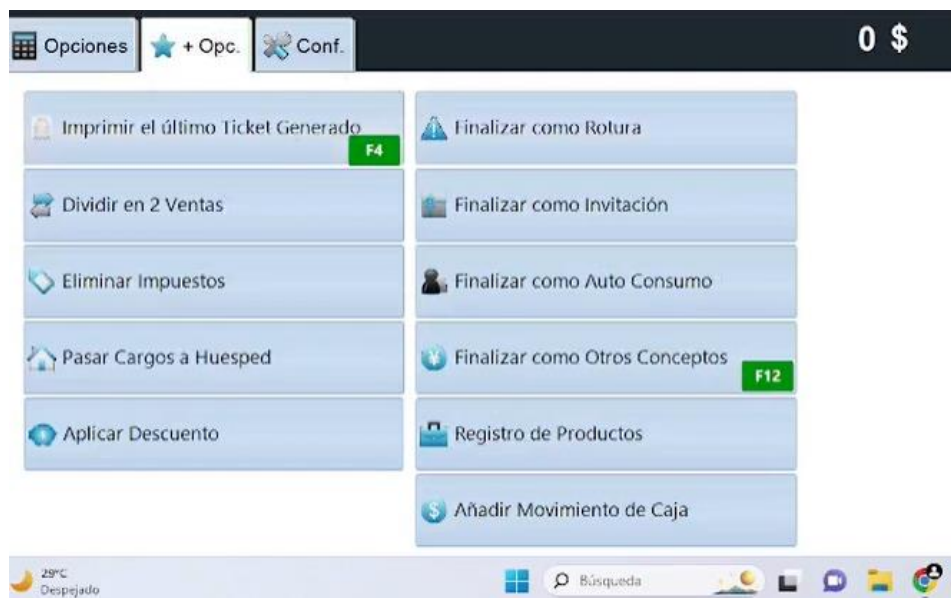 Opciones
+ Opc.
Conf.
0 $
Imprimir el último Ticket Generado
F4
Finalizar como Rotura
Dividir en 2 Ventas
Finalizar como Invitación
Eliminar Impuestos
Finalizar como Auto Consumo
Pasar Cargos a Huesped
Finalizar como Otros Conceptos
F12
Aplicar Descuento
Registro de Productos
Añadir Movimiento de Caja
29°C
Despejado
Búsqueda